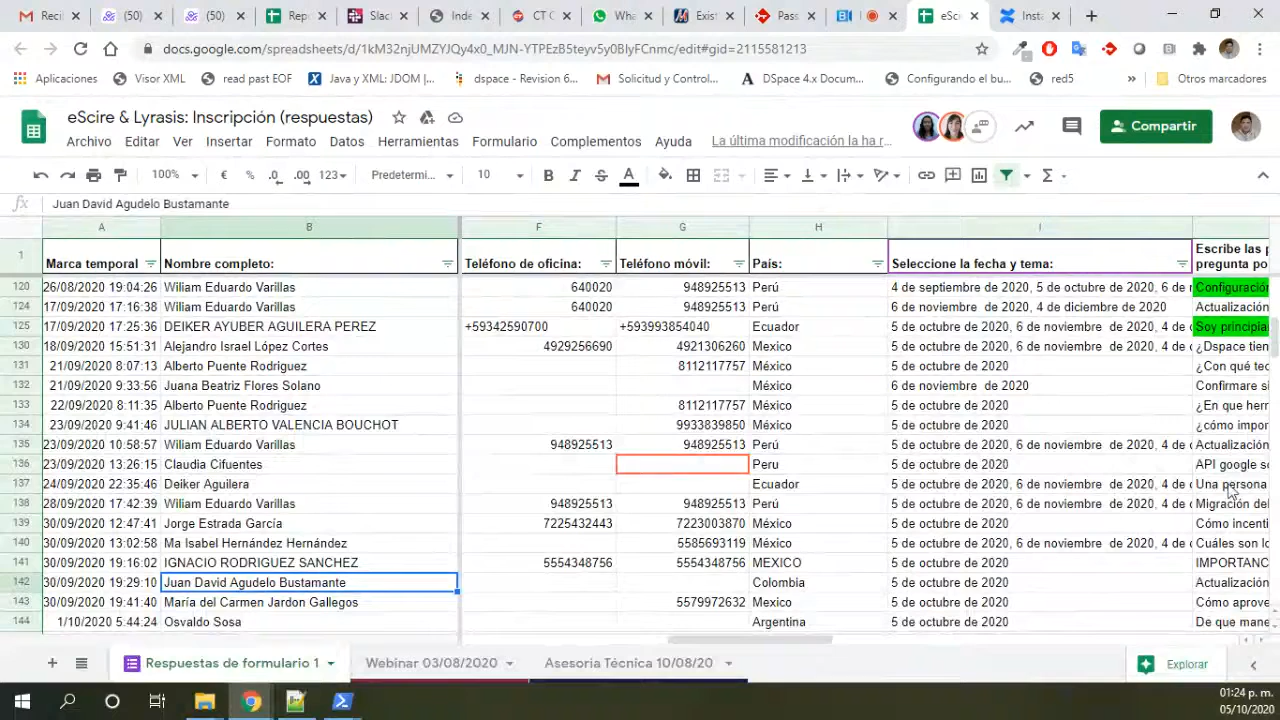 Reci
(50)
(50)
Repo
Slac
Inde
CT C
Wha
Exist
Pass
eSci
Insta
docs.google.com/spreadsheets/d/1kM32njUMZYJQy4x0_MJN-YTPEzB5teyv5y0BlyFCnmc/edit#gid=2115581213
Aplicaciones Visor XML read past EOF Java y XML: JDOM |... dspace - Revision 6... Solicitud y Control... DSpace 4.x Docum... Configurando el bu... red5 » Otros marcadores
eScire & Lyrasis: Inscripción (respuestas)
Compartir
Archivo Editar Ver Insertar Formato Datos Herramientas Formulario Complementos Ayuda La última modificación la ha r...
100% € % .0 .00 123 Predetermi... 10 B I S A Σ
fx Juan David Agudelo Bustamante
A B F G H I
1 Marca temporal Nombre completo: Teléfono de oficina: Teléfono móvil: País: Seleccione la fecha y tema: Escribe las p
pregunta po
120 26/08/2020 19:04:26 Wiliam Eduardo Varillas 640020 948925513 Perú 4 de septiembre de 2020, 5 de octubre de 2020, 6 de n Configuración
124 17/09/2020 17:16:38 Wiliam Eduardo Varillas 640020 948925513 Perú 6 de noviembre de 2020, 4 de diciembre de 2020 Actualización
125 17/09/2020 17:25:36 DEIKER AYUBER AGUILERA PEREZ +59342590700 +593993854040 Ecuador 5 de octubre de 2020, 6 de noviembre de 2020, 4 de Soy principia
130 18/09/2020 15:51:31 Alejandro Israel López Cortes 4929256690 4921306260 Mexico 5 de octubre de 2020, 6 de noviembre de 2020, 4 de ¿Dspace tien
131 21/09/2020 8:07:13 Alberto Puente Rodriguez 8112117757 México 5 de octubre de 2020 ¿Con qué tec
132 21/09/2020 9:33:56 Juana Beatriz Flores Solano México 6 de noviembre de 2020 Confirmare si
133 22/09/2020 8:11:35 Alberto Puente Rodriguez 8112117757 México 5 de octubre de 2020 ¿En que herr
134 23/09/2020 9:41:46 JULIAN ALBERTO VALENCIA BOUCHOT 9933839850 México 5 de octubre de 2020 ¿cómo impor
135 23/09/2020 10:58:57 Wiliam Eduardo Varillas 948925513 948925513 Perú 5 de octubre de 2020, 6 de noviembre de 2020, 4 de Actualización
136 23/09/2020 13:26:15 Claudia Cifuentes Peru 5 de octubre de 2020 API google s
137 24/09/2020 22:35:46 Deiker Aguilera Ecuador 5 de octubre de 2020, 6 de noviembre de 2020, 4 de Una persona
138 28/09/2020 17:42:39 Wiliam Eduardo Varillas 948925513 948925513 Perú 5 de octubre de 2020, 6 de noviembre de 2020, 4 de Migración del
139 30/09/2020 12:47:41 Jorge Estrada García 7225432443 7223003870 México 5 de octubre de 2020 Cómo incenti
140 30/09/2020 13:02:58 Ma Isabel Hernández Hernández 5585693119 México 5 de octubre de 2020, 6 de noviembre de 2020, 4 de Cuáles son lo
141 30/09/2020 19:16:02 IGNACIO RODRIGUEZ SANCHEZ 5554348756 5554348756 MEXICO 5 de octubre de 2020 IMPORTANC
142 30/09/2020 19:29:10 Juan David Agudelo Bustamante Colombia 5 de octubre de 2020 Actualización
143 30/09/2020 19:41:40 María del Carmen Jardon Gallegos 5579972632 Mexico 5 de octubre de 2020 Cómo aprove
144 1/10/2020 5:44:24 Osvaldo Sosa Argentina 5 de octubre de 2020 De que mane
Respuestas de formulario 1 Webinar 03/08/2020 Asesoria Técnica 10/08/20 Explorar
01:24 p. m.
05/10/2020